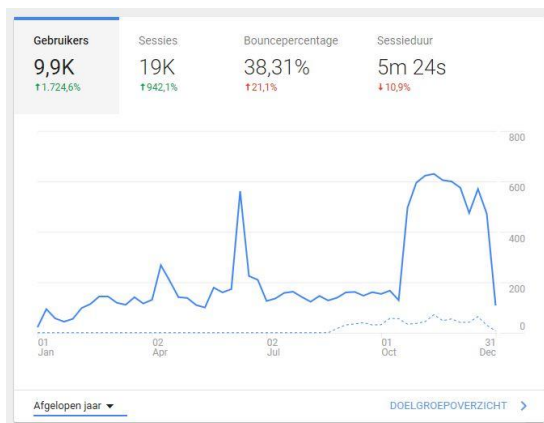 Gebruikers Sessies Bouncepercentage Sessieduur
9,9K 19K 38,31% 5m 24s
↑1.724,6% ↑942,1% ↑21,1% ↓10,9%
800
600
400
200
0
01 02 02 01 31
Jan Apr Jul Oct Dec
Afgelopen jaar DOELGROEPOVERZICHT